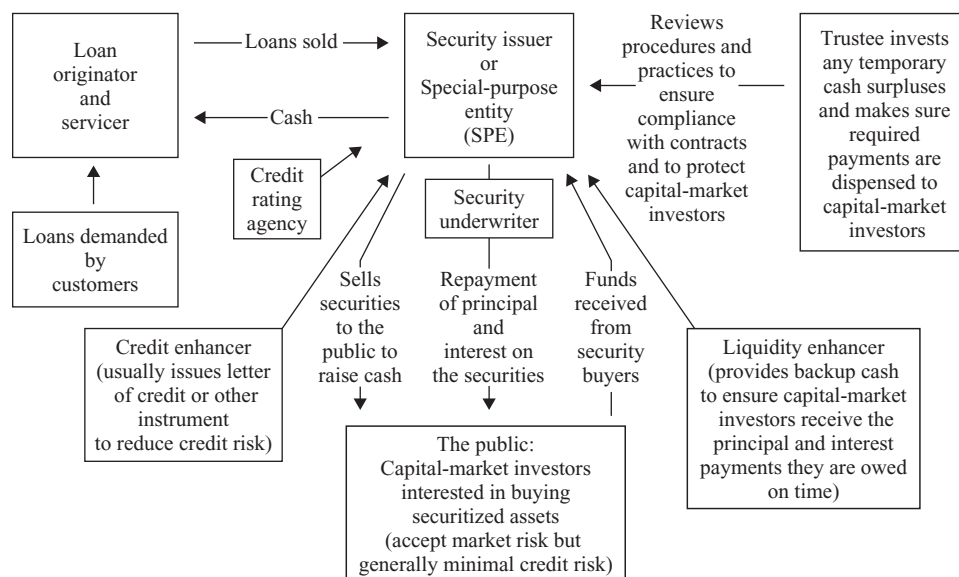 Loan
originator
and
servicer
Loans sold
Cash
Security issuer
or
Special-purpose
entity
(SPE)
Reviews
procedures and
practices to
ensure
compliance
with contracts
and to protect
capital-market
investors
Trustee invests
any temporary
cash surpluses
and makes sure
required
payments are
dispensed to
capital-market
investors
Credit
rating
agency
Security
underwriter
Loans demanded
by
customers
Sells
securities
to the
public to
raise cash
Repayment
of principal
and
interest on
the securities
Funds
received
from
security
buyers
Credit enhancer
(usually issues letter
of credit or other
instrument
to reduce credit risk)
Liquidity enhancer
(provides backup cash
to ensure capital-market
investors receive the
principal and interest
payments they are owed
on time)
The public:
Capital-market investors
interested in buying
securitized assets
(accept market risk but
generally minimal credit risk)